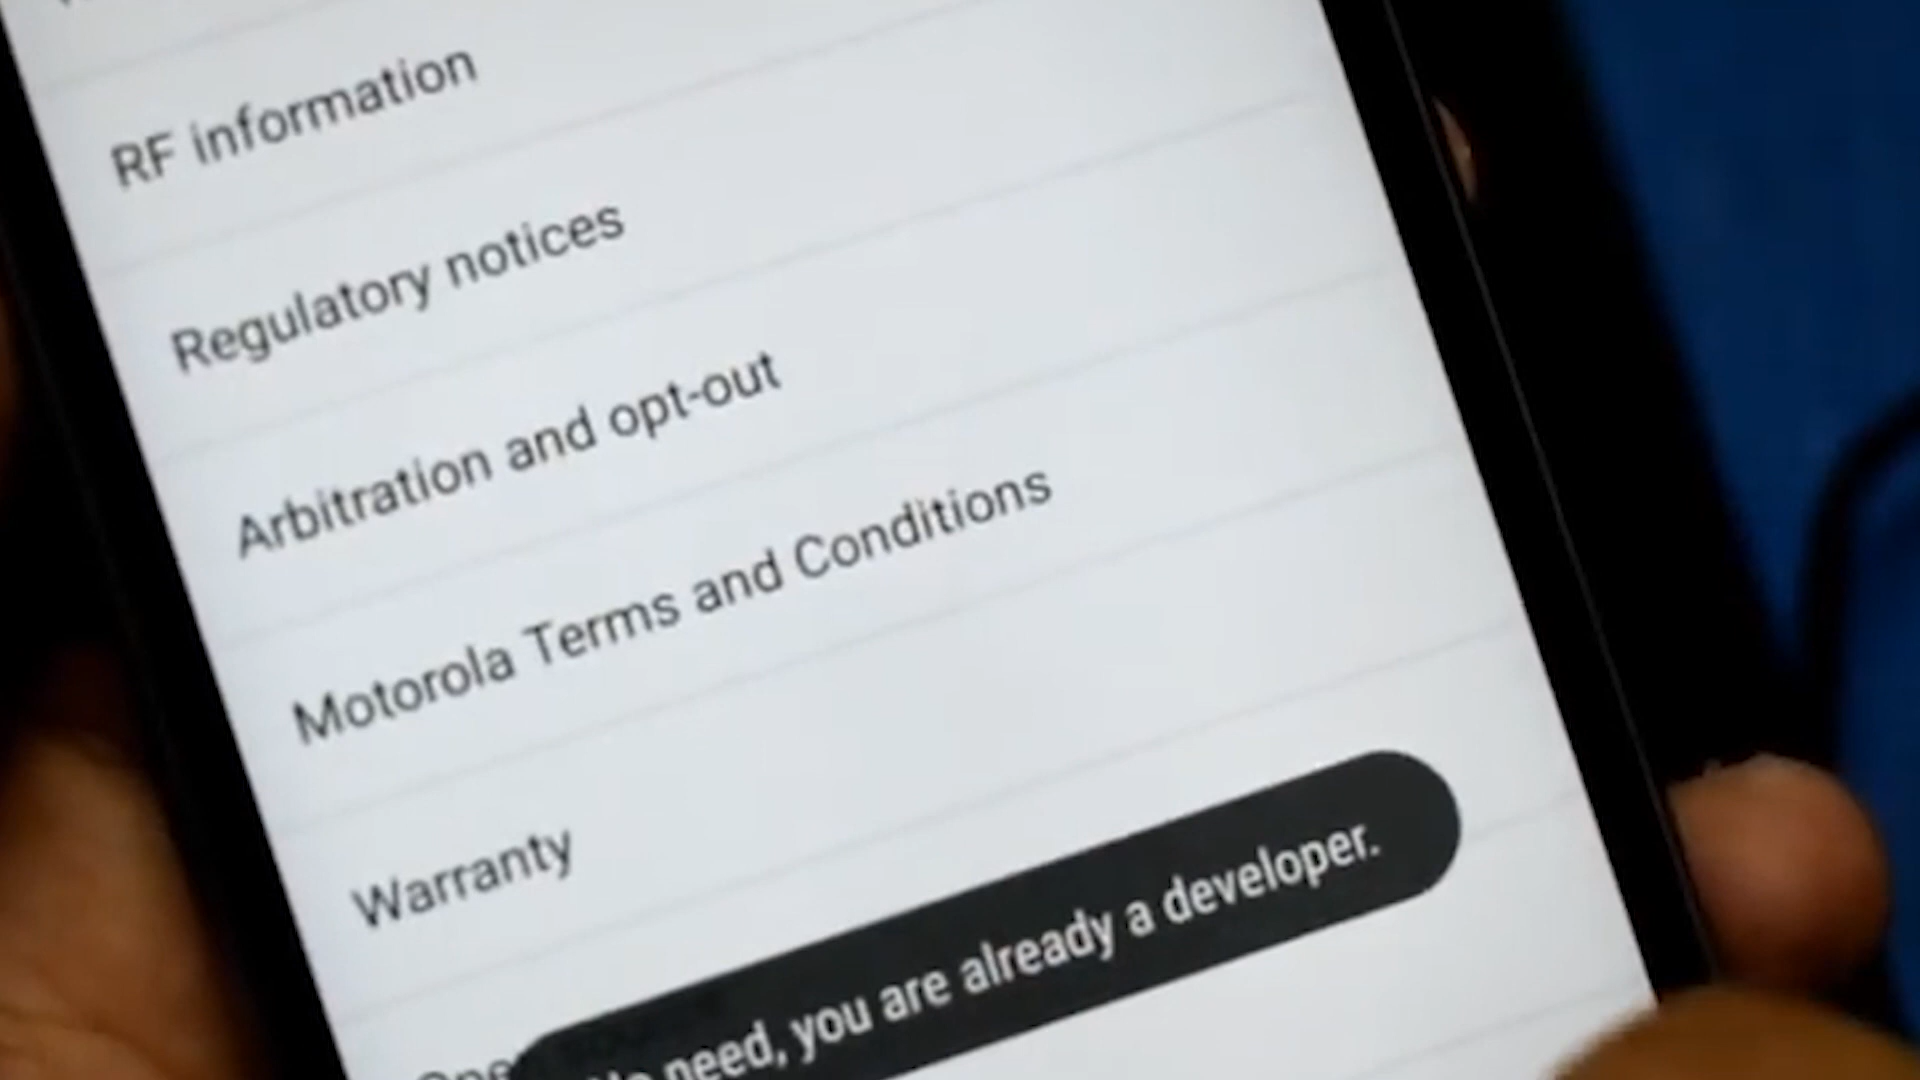 RF information
Regulatory notices
Arbitration and opt-out
Motorola Terms and Conditions
Warranty
need, you are already a developer.